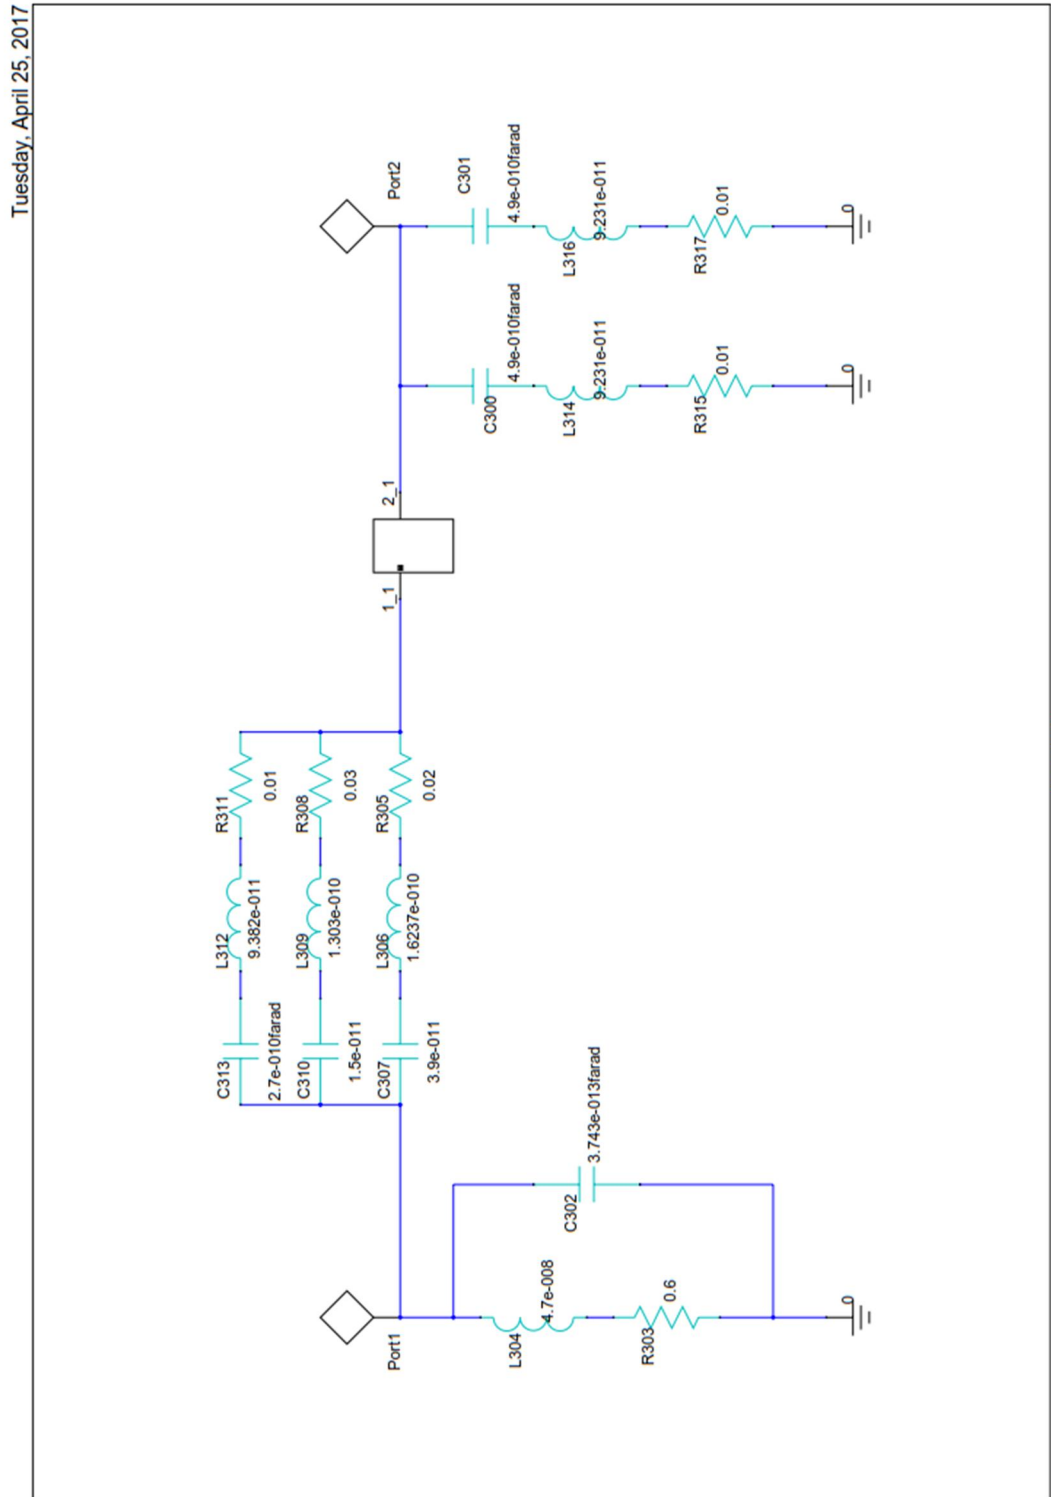 Tuesday, April 25, 2017
Port1
L304
4.7e-008
R303
0.6
0
C302
3.743e-013farad
C313
2.7e-010farad
L312
9.382e-011
R311
0.01
C310
1.5e-011
L309
1.303e-010
R308
0.03
C307
3.9e-011
L306
1.6237e-010
R305
0.02
1_1
2_1
C300
4.9e-010farad
L314
9.231e-011
R315
0.01
0
Port2
C301
4.9e-010farad
L316
9.231e-011
R317
0.01
0